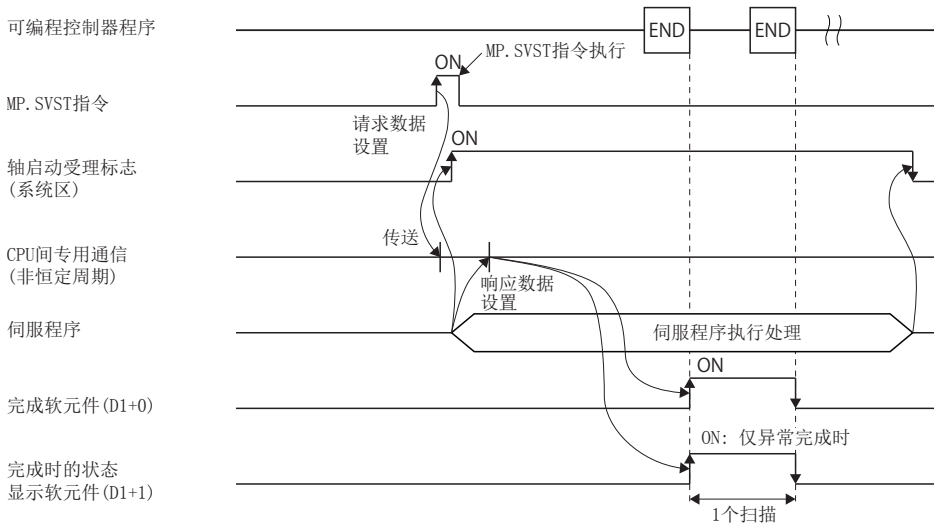 可编程控制器程序
END
END
ON
MP.SVST指令执行
MP.SVST指令
请求数据
设置
ON
轴启动受理标志
(系统区)
传送
CPU间专用通信
(非恒定周期)
响应数据
设置
伺服程序
伺服程序执行处理
ON
完成软元件(D1+0)
ON: 仅异常完成时
完成时的状态
显示软元件(D1+1)
1个扫描